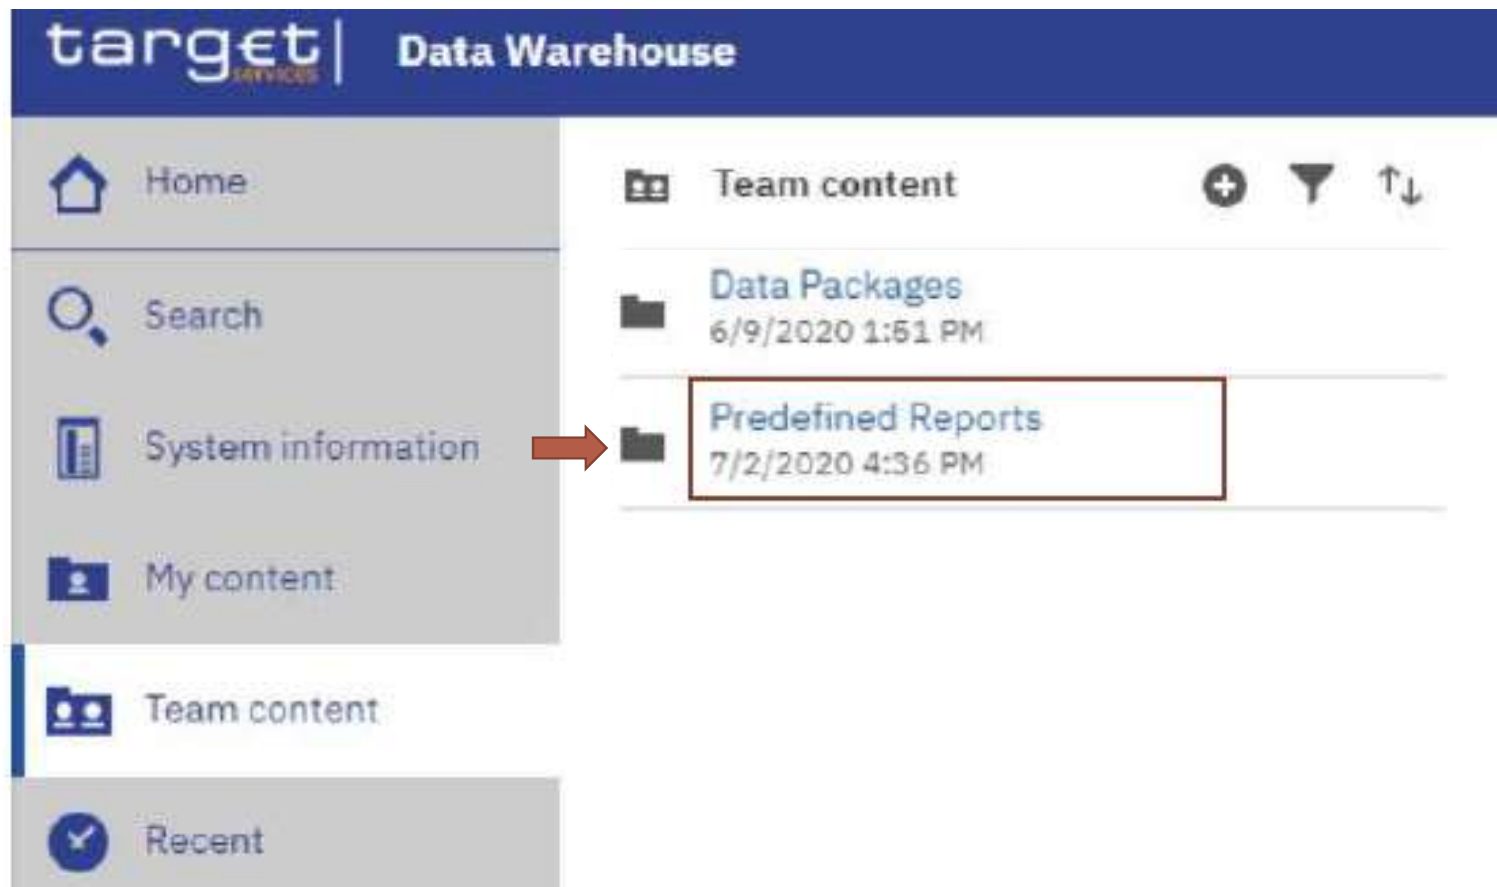 target| Data Warehouse
services
Home
Search
System information
My content
Team content
Recent
Team content
Data Packages
6/9/2020 1:51 PM
Predefined Reports
7/2/2020 4:36 PM